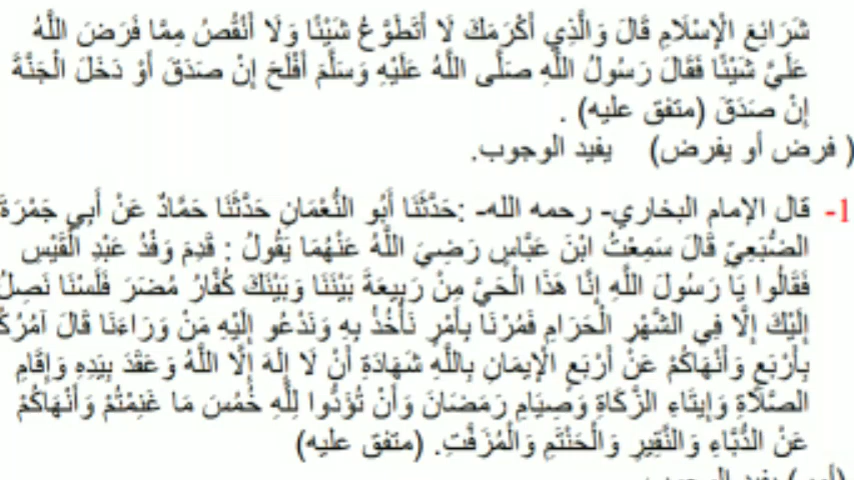 شَرَائِعَ الْإِسْلَامِ قَالَ وَالَّذِي أَكْرَمَكَ لَا أَتَطَوَّعُ شَيْئًا وَلَا أَنْقُصُ مِمَّا فَرَضَ اللَّهُ
عَلَيَّ شَيْئًا فَقَالَ رَسُولُ اللَّهِ صَلَّى اللَّهُ عَلَيْهِ وَسَلَّمَ أَفْلَحَ إِنْ صَدَقَ أَوْ دَخَلَ الْجَنَّةَ
إِنْ صَدَقَ (متفق عليه) .
( فرض أو يفرض) يفيد الوجوب.
1- قال الإمام البخاري- رحمه الله- :حَدَّثَنَا أَبُو النُّعْمَانِ حَدَّثَنَا حَمَّادٌ عَنْ أَبِي جَمْرَةَ
الضُّبَعِيِّ قَالَ سَمِعْتُ ابْنَ عَبَّاسٍ رَضِيَ اللَّهُ عَنْهُمَا يَقُولُ : قَدِمَ وَفْدُ عَبْدِ الْقَيْسِ
فَقَالُوا يَا رَسُولَ اللَّهِ إِنَّا هَذَا الْحَيَّ مِنْ رَبِيعَةَ بَيْنَنَا وَبَيْنَكَ كُفَّارُ مُضَرَ فَلَسْنَا نَصِلُ
إِلَيْكَ إِلَّا فِي الشَّهْرِ الْحَرَامِ فَمُرْنَا بِأَمْرٍ نَأْخُذُ بِهِ وَنَدْعُو إِلَيْهِ مَنْ وَرَاءَنَا قَالَ آمُرُكُ
بِأَرْبَعٍ وَأَنْهَاكُمْ عَنْ أَرْبَعٍ الْإِيمَانِ بِاللَّهِ شَهَادَةِ أَنْ لَا إِلَهَ إِلَّا اللَّهُ وَعَقَدَ بِيَدِهِ وَإِقَامِ
الصَّلَاةِ وَإِيتَاءِ الزَّكَاةِ وَصِيَامِ رَمَضَانَ وَأَنْ تُؤَدُّوا لِلَّهِ خُمُسَ مَا غَنِمْتُمْ وَأَنْهَاكُمْ
عَنْ الدُّبَّاءِ وَالنَّقِيرِ وَالْحَنْتَمِ وَالْمُزَفَّتِ. (متفق عليه)